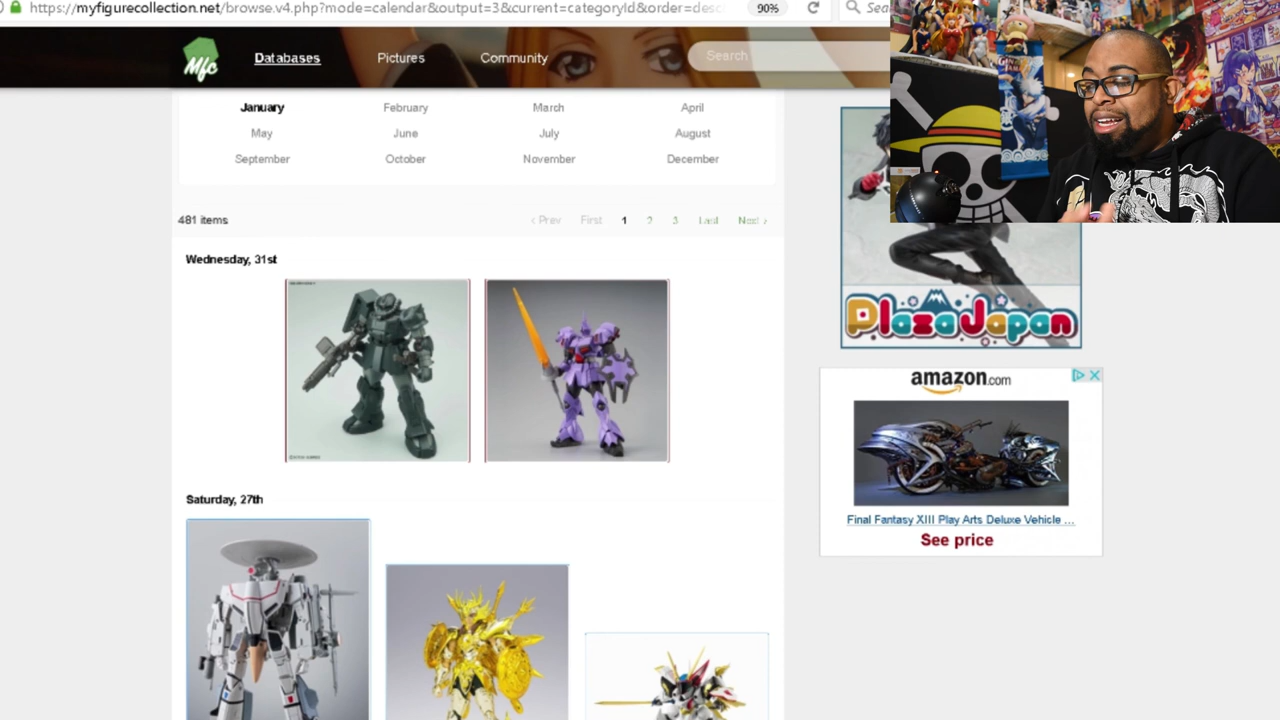 https://myfigurecollection.net/browse.v4.php?mode=calendar&output=3&current=categoryId&order=desc
90%
Sea
Mfc
Databases
Pictures
Community
Search
January
February
March
April
May
June
July
August
September
October
November
December
481 items
‹ Prev
First
1
2
3
Last
Next ›
Wednesday, 31st
Saturday, 27th
PlazaJapan
amazon.com
Final Fantasy XIII Play Arts Deluxe Vehicle ...
See price